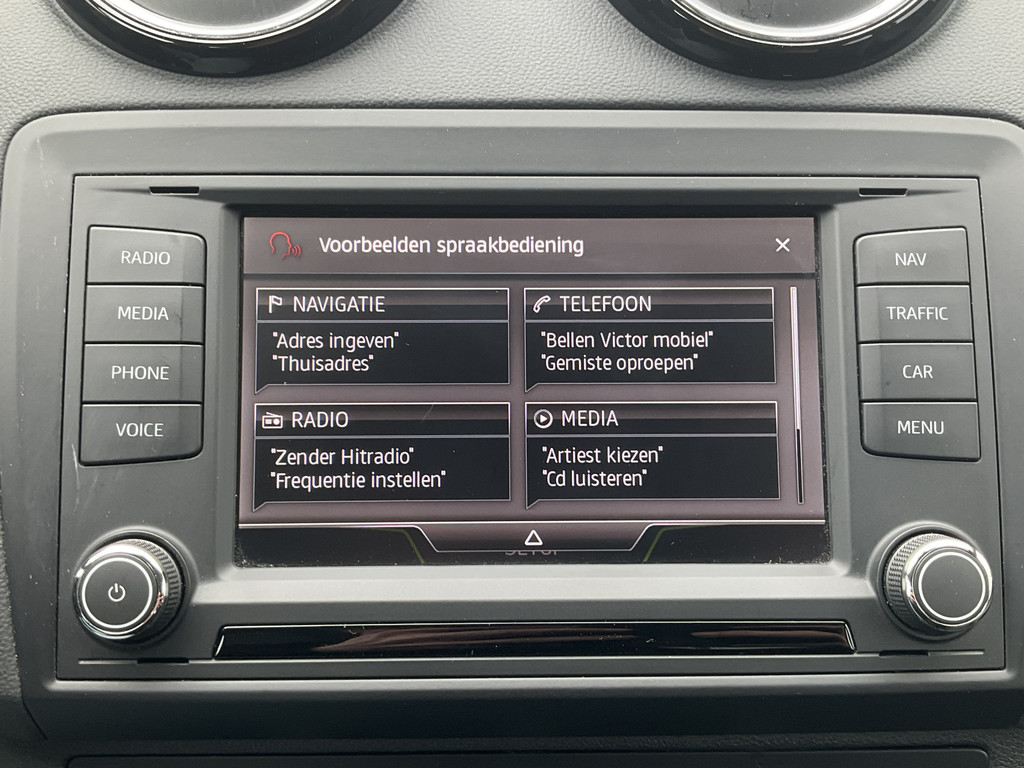 RADIO
MEDIA
PHONE
VOICE
Voorbeelden spraakbediening
NAVIGATIE
"Adres ingeven"
"Thuisadres"
TELEFOON
"Bellen Victor mobiel"
"Gemiste oproepen"
RADIO
"Zender Hitradio"
"Frequentie instellen"
MEDIA
"Artiest kiezen"
"Cd luisteren"
SETUP
NAV
TRAFFIC
CAR
MENU